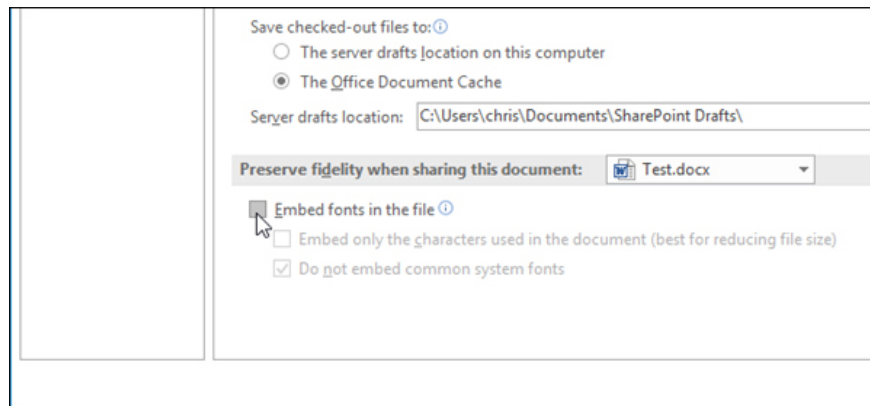 Save checked-out files to:
The server drafts location on this computer
The Office Document Cache
Server drafts location: C:\Users\chris\Documents\SharePoint Drafts\
Preserve fidelity when sharing this document: Test.docx
Embed fonts in the file
Embed only the characters used in the document (best for reducing file size)
Do not embed common system fonts